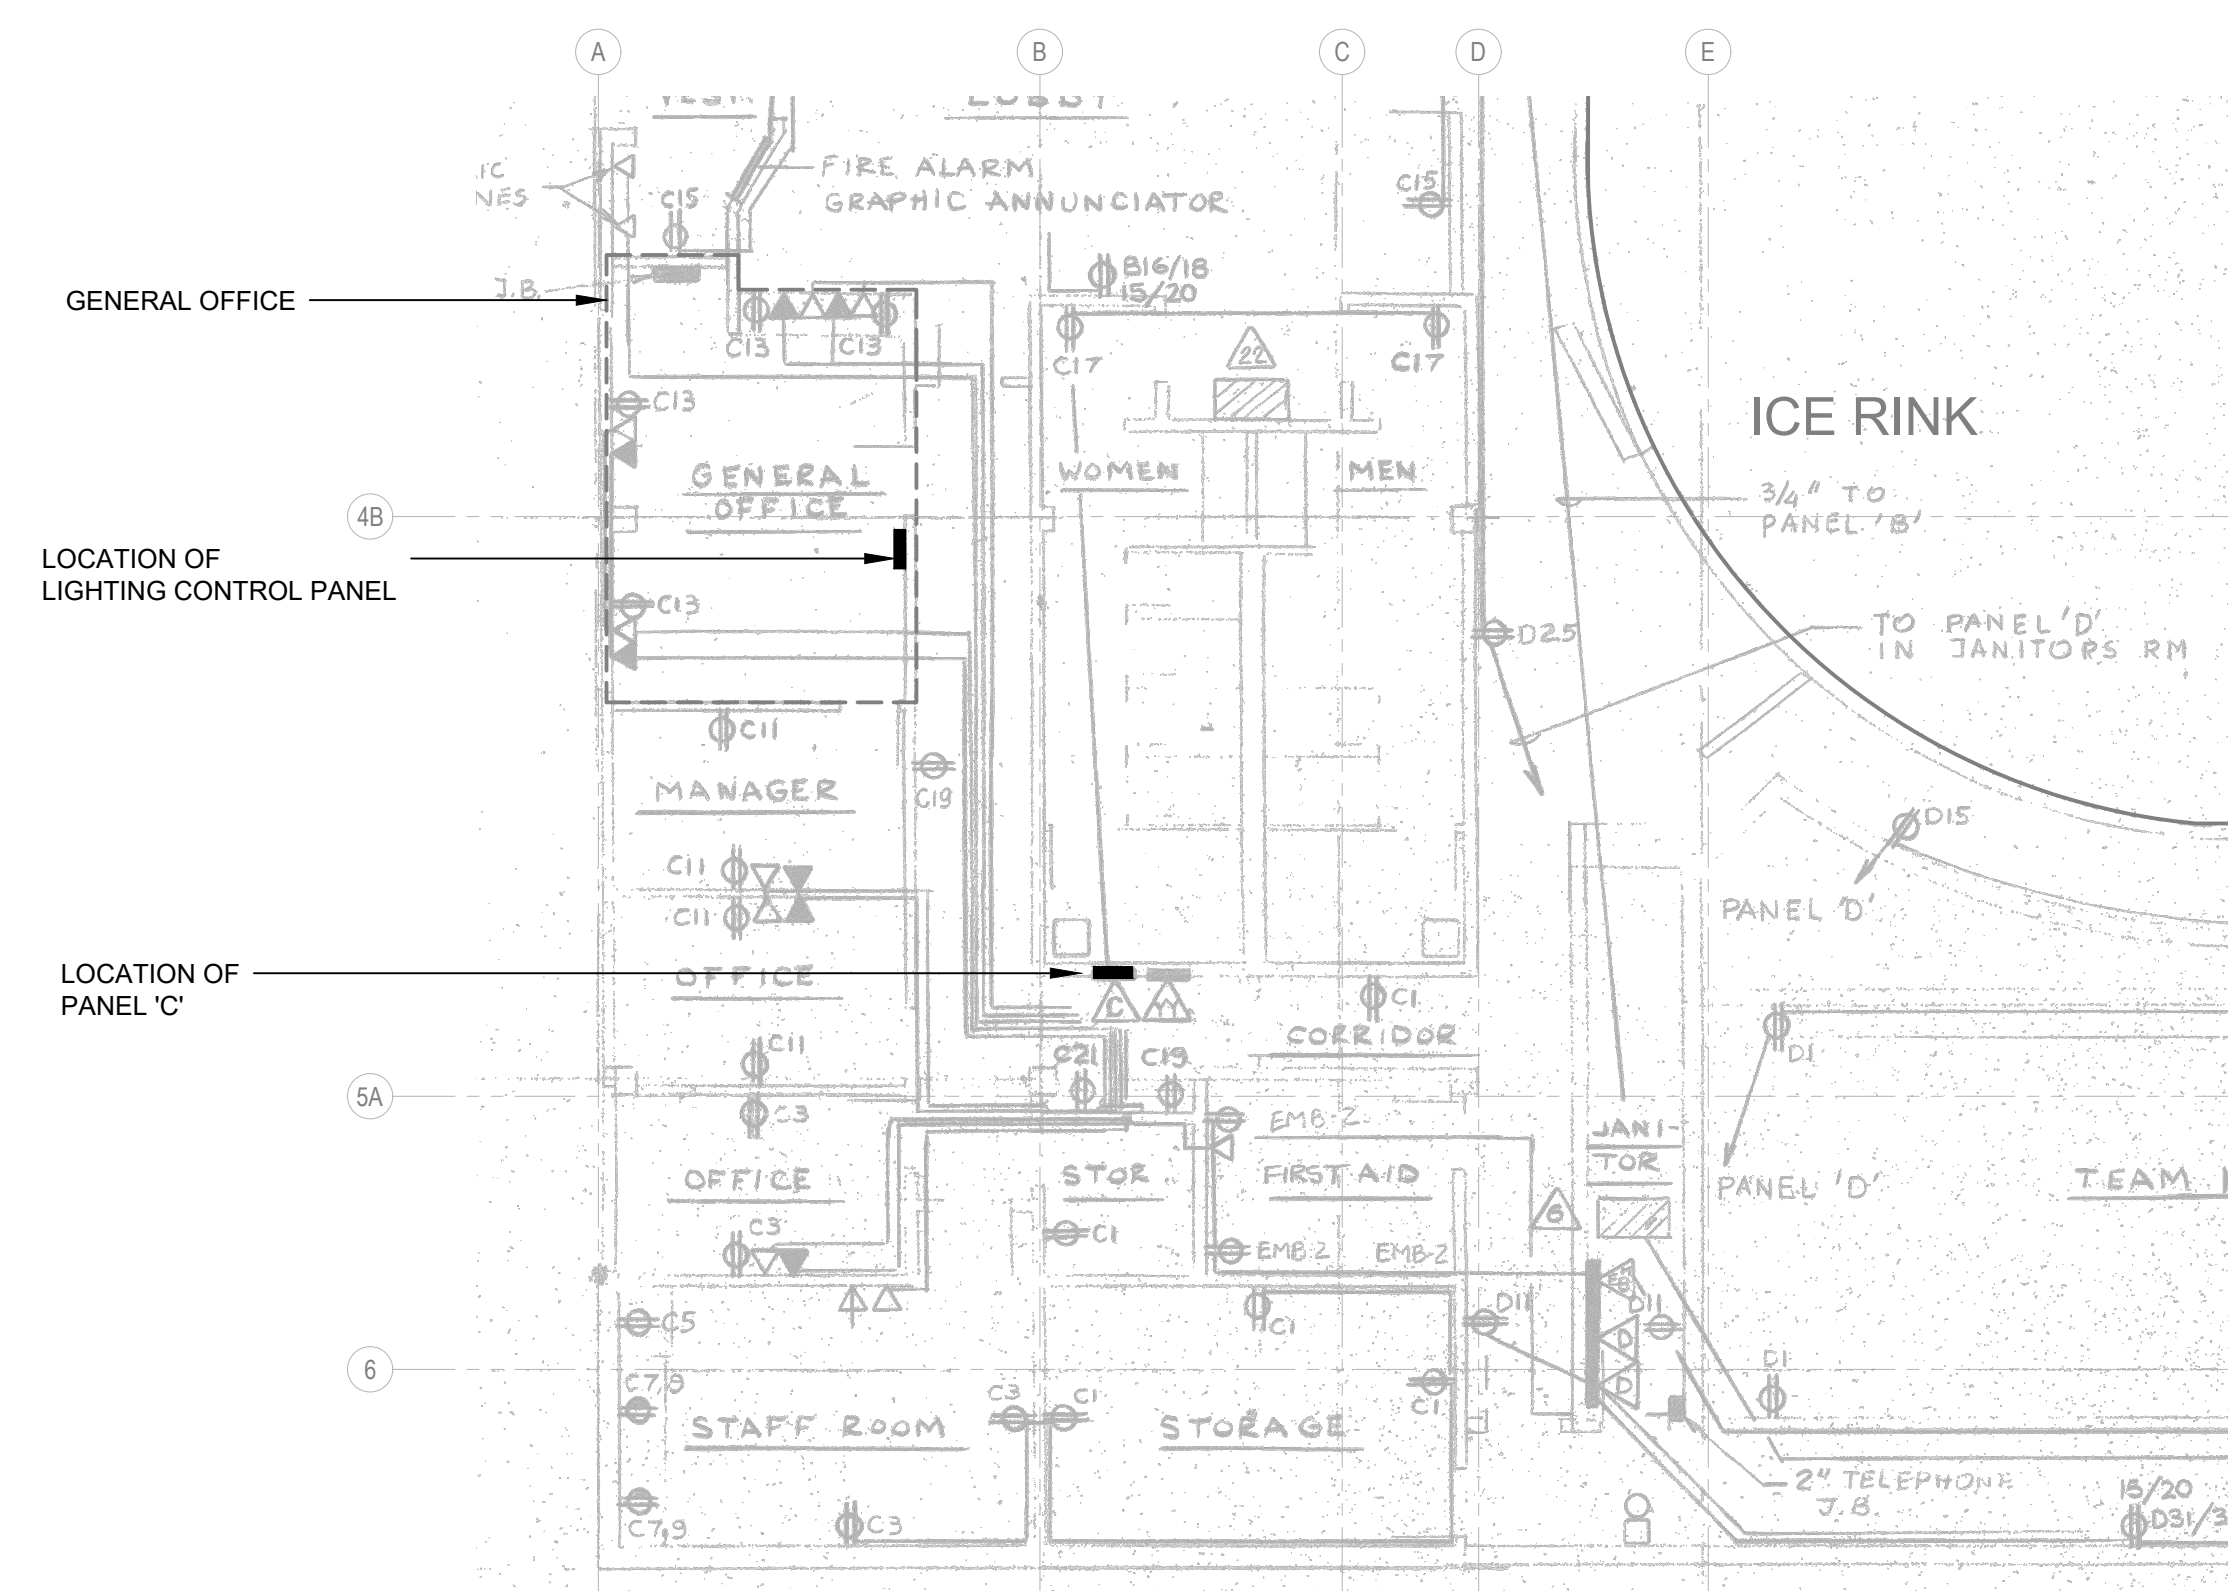 A
B
C
D
E
FIRE ALARM
GRAPHIC ANNUNCIATOR
NES
C15
C15
J.B.
GENERAL OFFICE
B16/18
15/20
C13
C13
C17
C17
22
C13
ICE RINK
GENERAL
OFFICE
WOMEN
MEN
3/4" TO
PANEL 'B'
4B
LOCATION OF
LIGHTING CONTROL PANEL
C13
D25
TO PANEL 'D'
IN JANITORS RM
C11
MANAGER
C19
D15
C11
C11
PANEL 'D'
OFFICE
LOCATION OF
PANEL 'C'
C
C1
CORRIDOR
C11
C21
C19
D1
5A
C3
EMB-2
JANI-
TOR
OFFICE
STOR
FIRST AID
PANEL 'D'
TEAM
6
C3
C1
EMB-2
EMB-2
C5
C1
D11
D11
D
D
6
D1
C3
C1
C1
STAFF ROOM
STORAGE
2" TELEPHONE
J.B.
C7,9
C3
15/20
D31/3